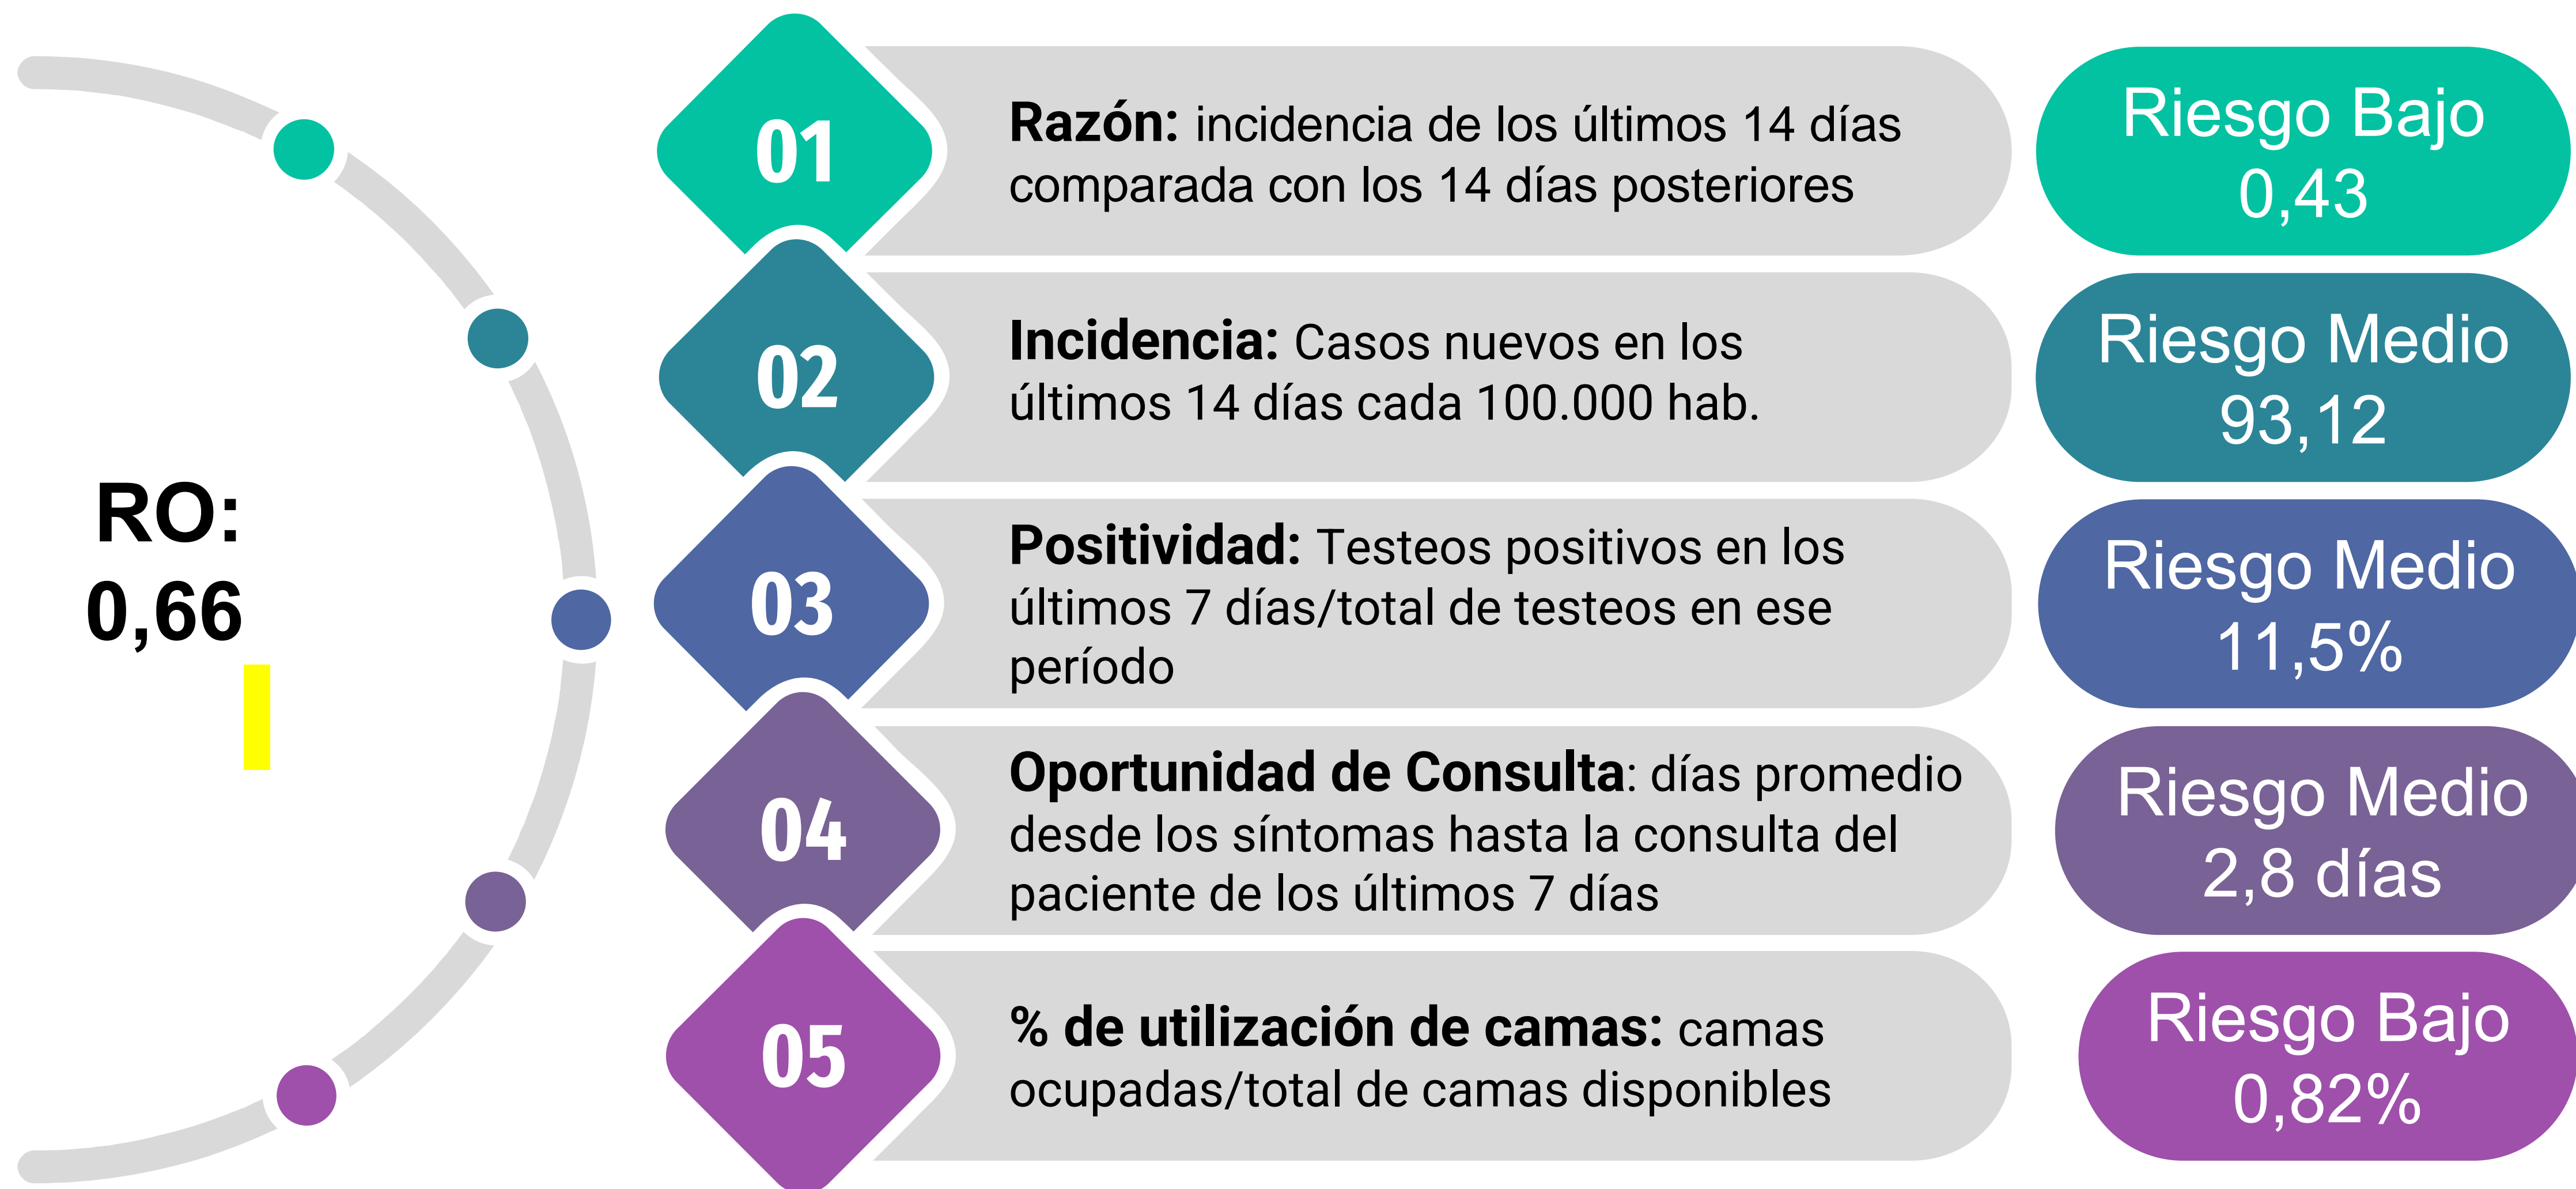 RO:
0,66
01
Razón: incidencia de los últimos 14 días
comparada con los 14 días posteriores
Riesgo Bajo
0,43
02
Incidencia: Casos nuevos en los
últimos 14 días cada 100.000 hab.
Riesgo Medio
93,12
03
Positividad: Testeos positivos en los
últimos 7 días/total de testeos en ese
período
Riesgo Medio
11,5%
04
Oportunidad de Consulta: días promedio
desde los síntomas hasta la consulta del
paciente de los últimos 7 días
Riesgo Medio
2,8 días
05
% de utilización de camas: camas
ocupadas/total de camas disponibles
Riesgo Bajo
0,82%